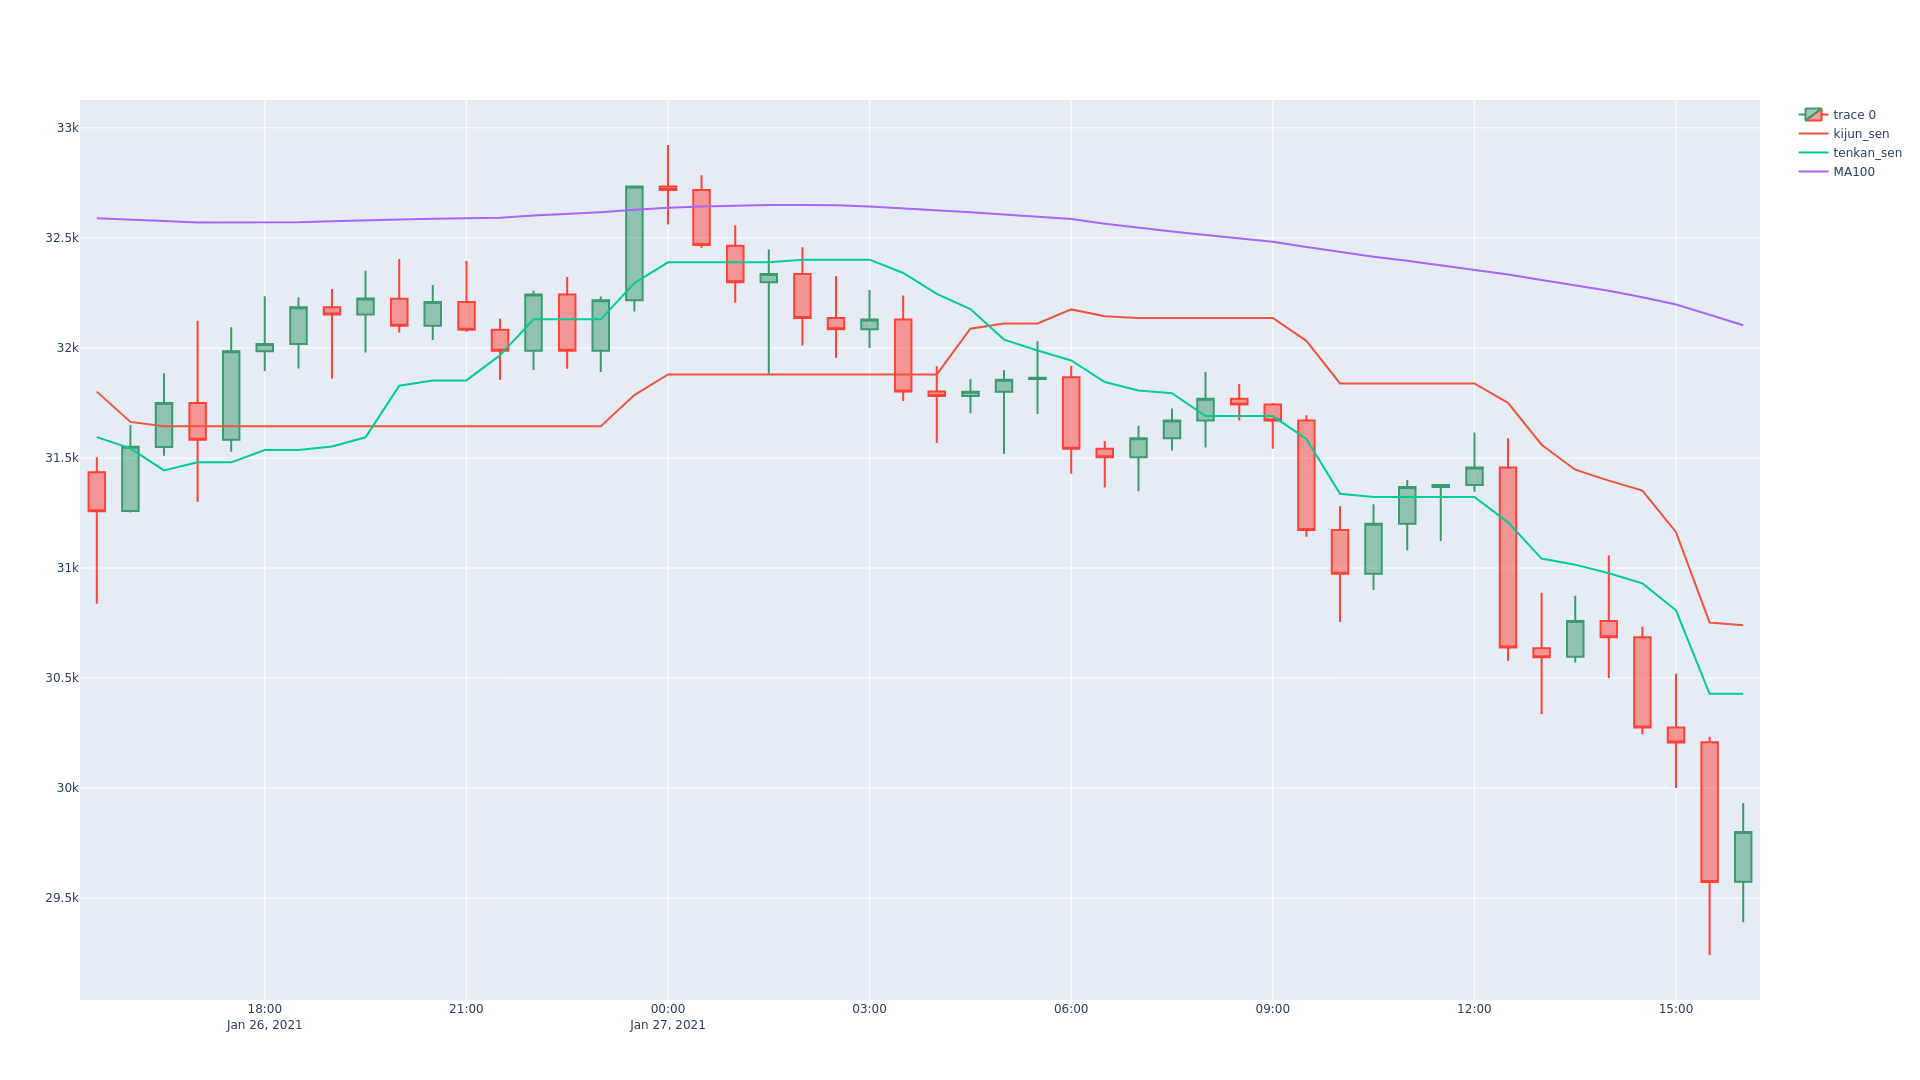 trace 0
kijun_sen
tenkan_sen
MA100
33k
32.5k
32k
31.5k
31k
30.5k
30k
29.5k
18:00 21:00 00:00 03:00 06:00 09:00 12:00 15:00
Jan 26, 2021 Jan 27, 2021